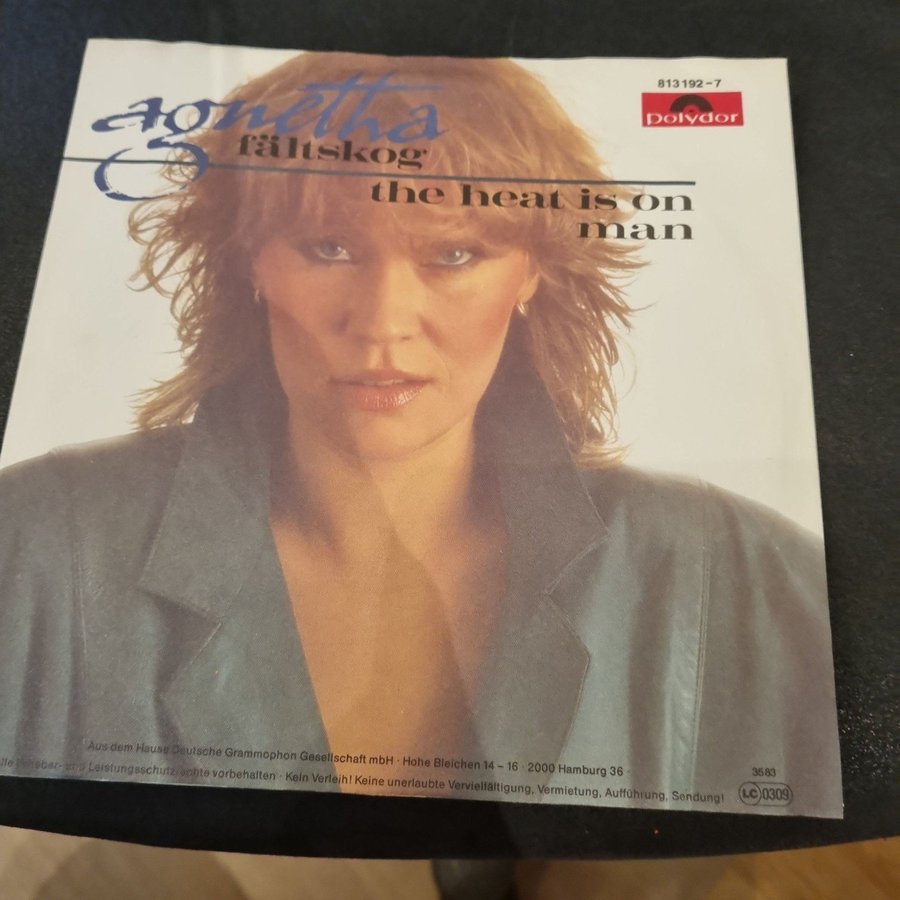 813192-7
polydor
agnetha
fältskog
the heat is on
man
Aus dem Hause Deutsche Grammophon Gesellschaft mbH · Hohe Bleichen 14 - 16 · 2000 Hamburg 36
und Leistungsschutzrechte vorbehalten · Kein Verleih! Keine unerlaubte Vervielfältigung, Vermietung, Aufführung, Sendung!
3583
LC 0309